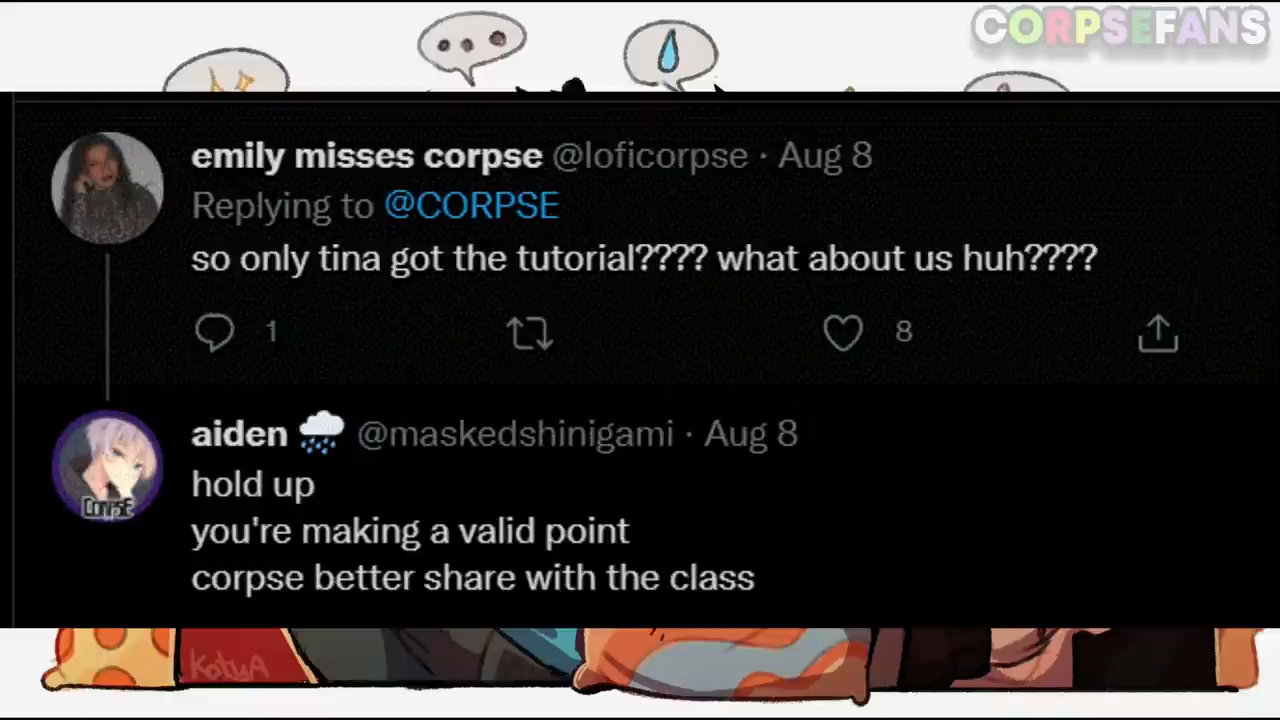 CORPSEFANS
emily misses corpse @loficorpse · Aug 8
Replying to @CORPSE
so only tina got the tutorial???? what about us huh????
1
8
aiden 🌧️ @maskedshinigami · Aug 8
CORPSE
hold up
you're making a valid point
corpse better share with the class
KatyA